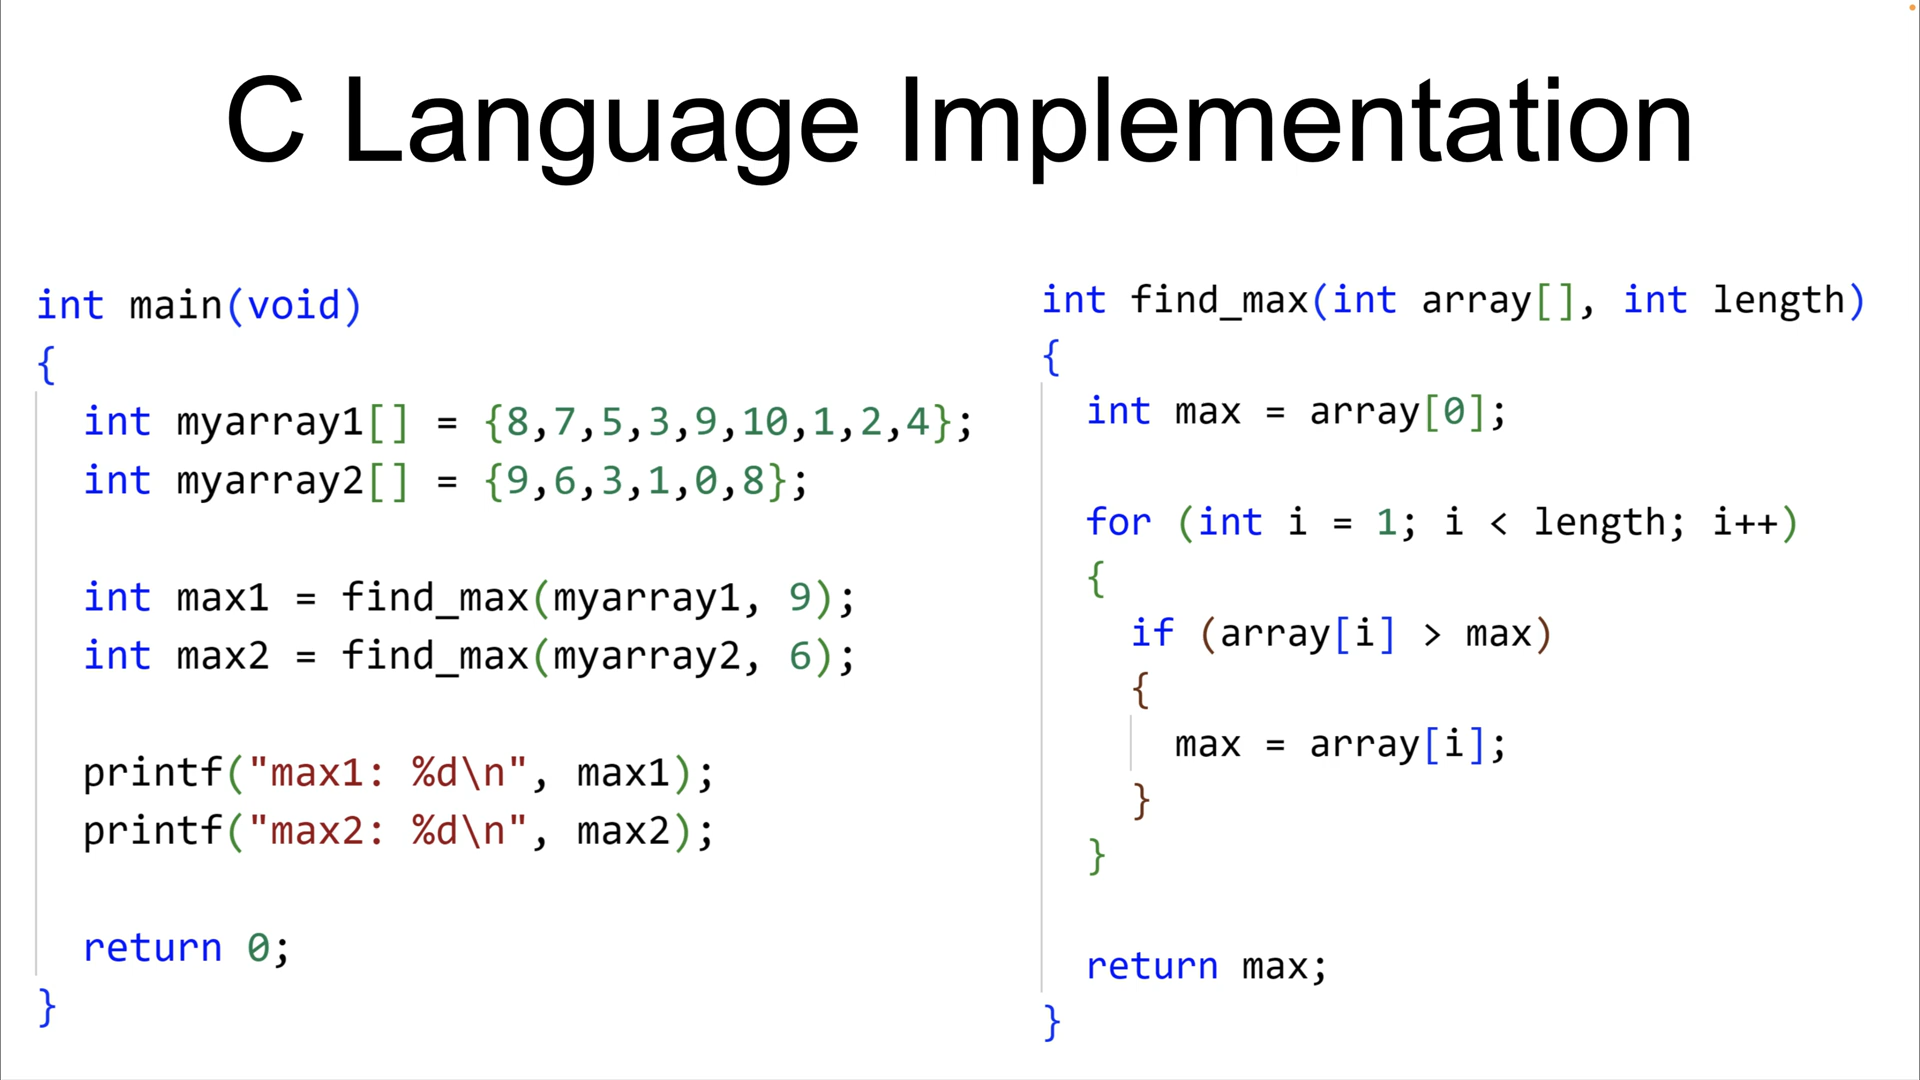 C Language Implementation
int main(void)
{
int myarray1[] = {8,7,5,3,9,10,1,2,4};
int myarray2[] = {9,6,3,1,0,8};
int max1 = find_max(myarray1, 9);
int max2 = find_max(myarray2, 6);
printf("max1: %d\n", max1);
printf("max2: %d\n", max2);
return 0;
}
int find_max(int array[], int length)
{
int max = array[0];
for (int i = 1; i < length; i++)
{
if (array[i] > max)
{
max = array[i];
}
}
return max;
}